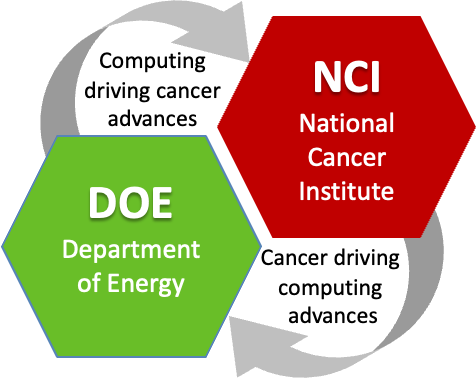 Computing
driving cancer
advances
NCI
National
Cancer
Institute
DOE
Department
of Energy
Cancer driving
computing
advances